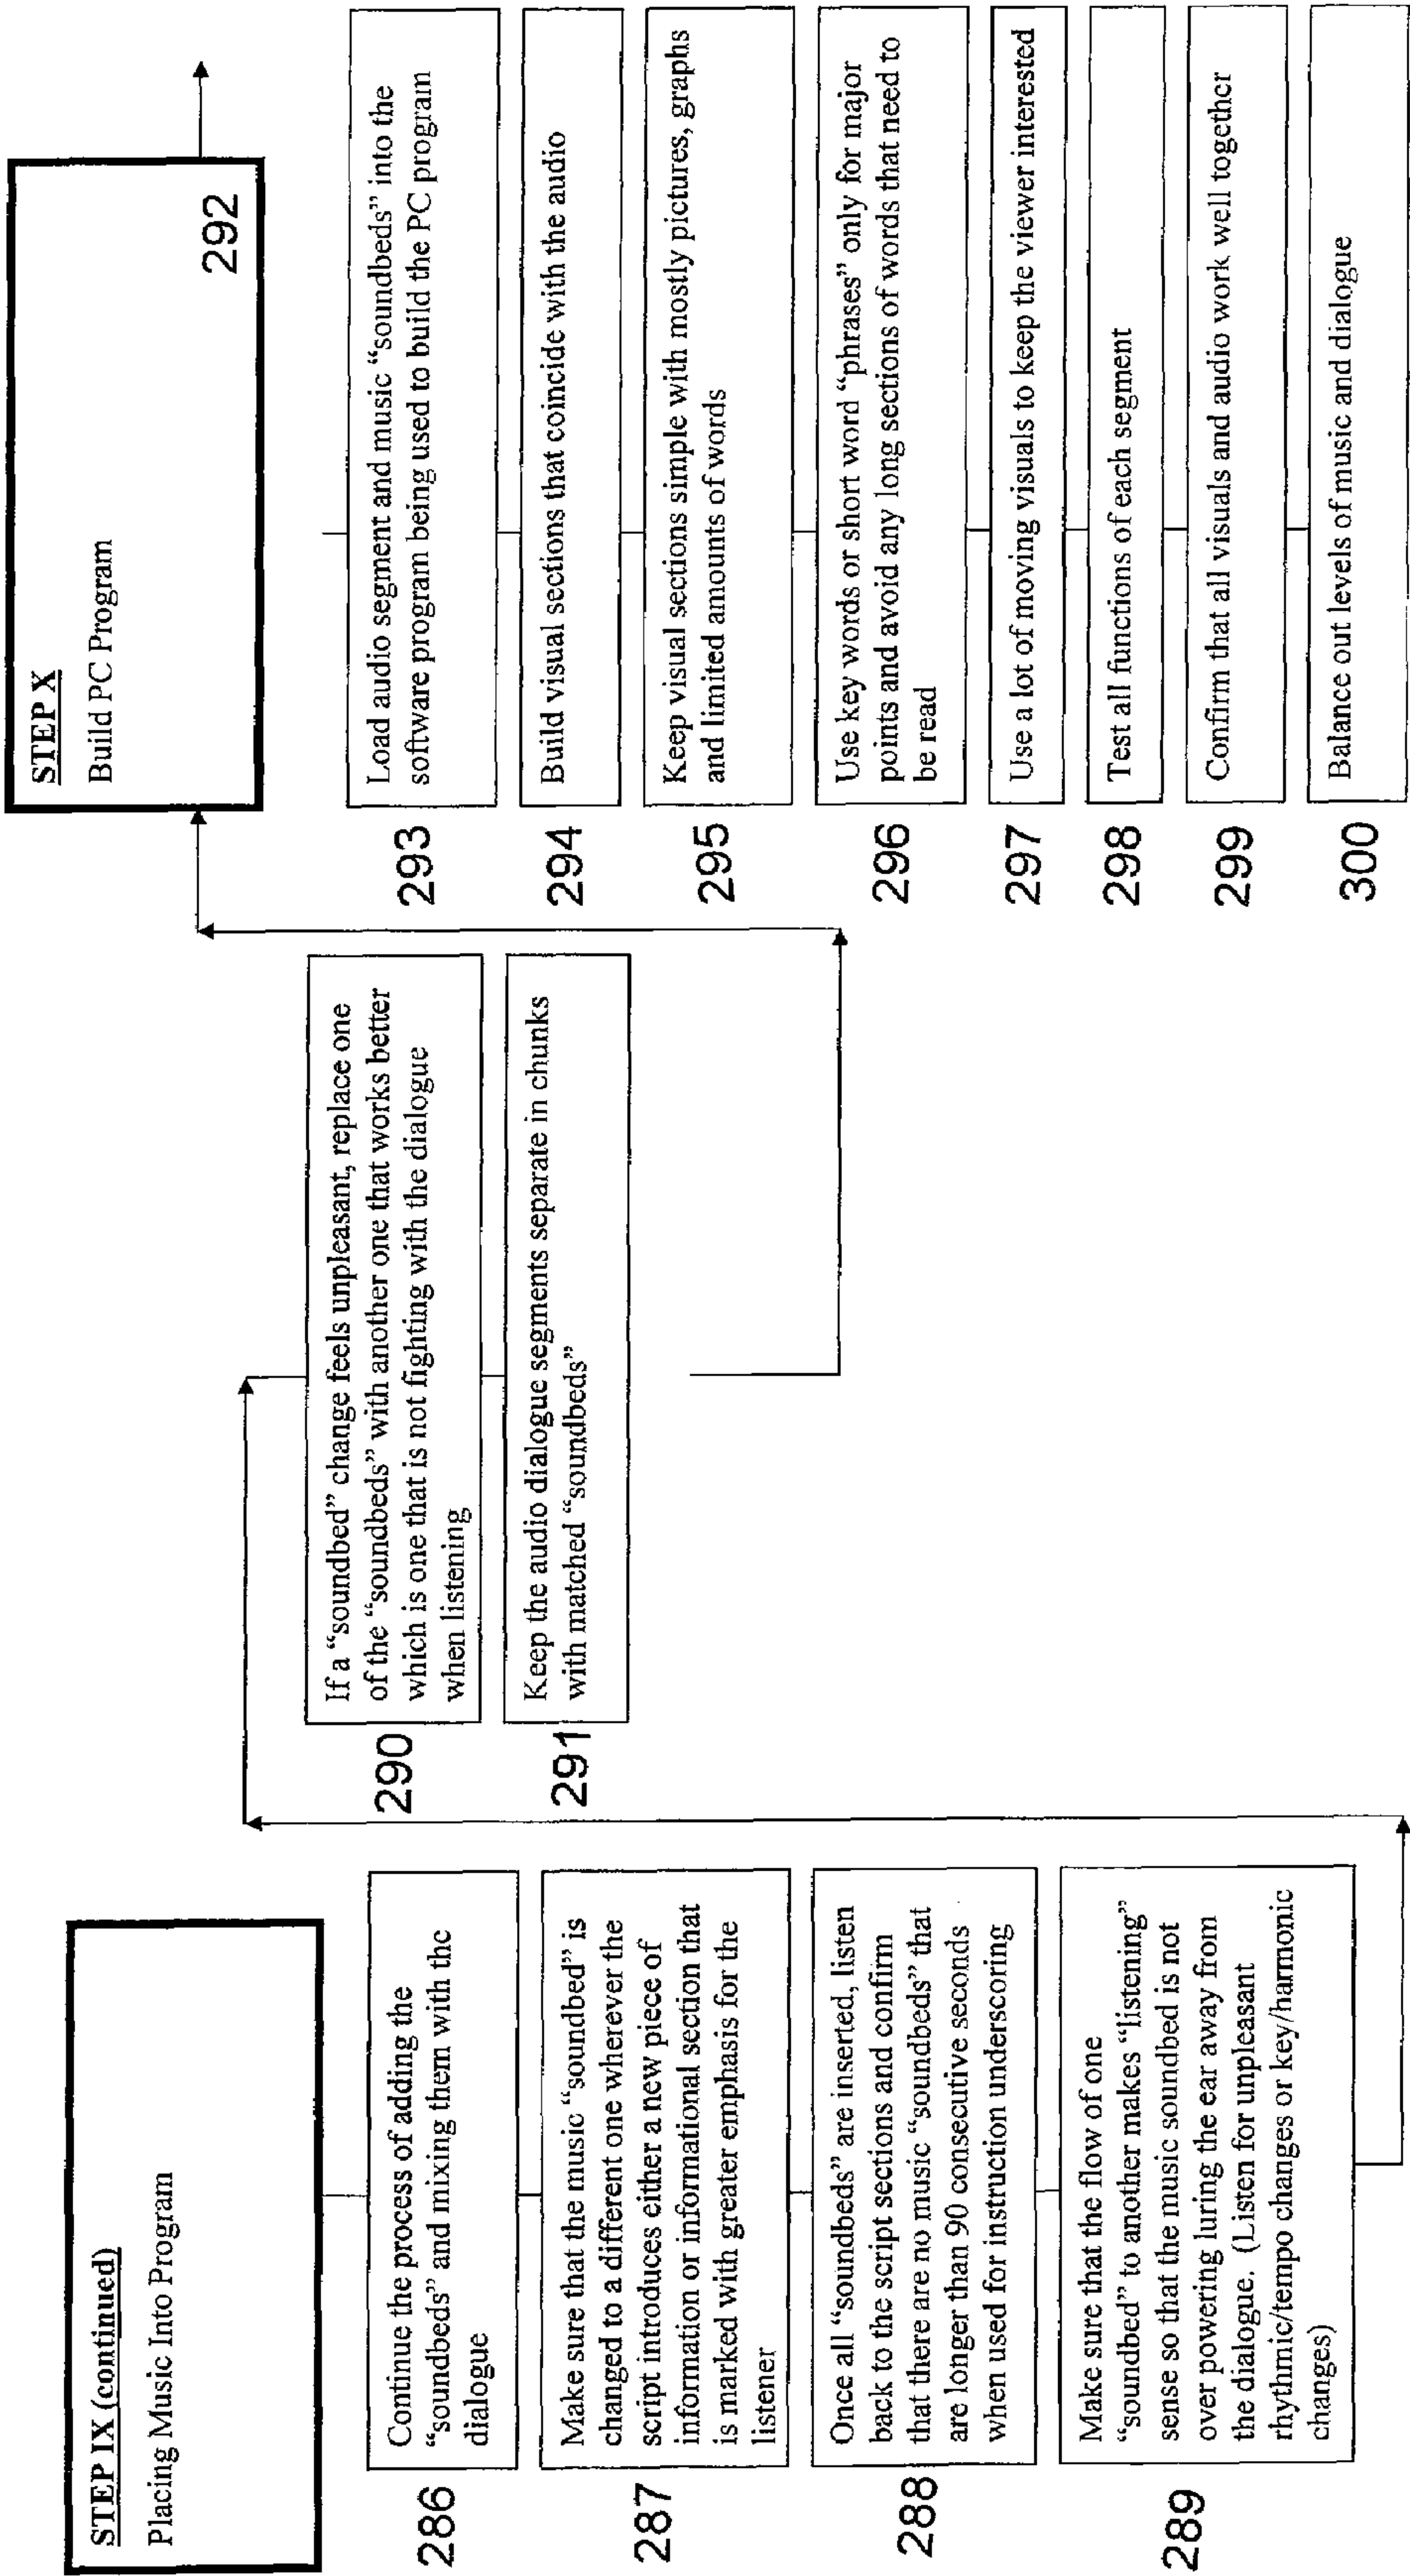 STEP IX (continued)
Placing Music Into Program
286
Continue the process of adding the
“soundbeds” and mixing them with the
dialogue
287
Make sure that the music “soundbed” is
changed to a different one wherever the
script introduces either a new piece of
information or informational section that
is marked with greater emphasis for the
listener
288
Once all “soundbeds” are inserted, listen
back to the script sections and confirm
that there are no music “soundbeds” that
are longer than 90 consecutive seconds
when used for instruction underscoring
289
Make sure that the flow of one
“soundbed” to another makes “listening”
sense so that the music soundbed is not
over powering luring the ear away from
the dialogue. (Listen for unpleasant
rhythmic/tempo changes or key/harmonic
changes)
290
If a “soundbed” change feels unpleasant, replace one
of the “soundbeds” with another one that works better
which is one that is not fighting with the dialogue
when listening
291
Keep the audio dialogue segments separate in chunks
with matched “soundbeds”
STEP X
Build PC Program
292
293
Load audio segment and music “soundbeds” into the
software program being used to build the PC program
294
Build visual sections that coincide with the audio
295
Keep visual sections simple with mostly pictures, graphs
and limited amounts of words
296
Use key words or short word “phrases” only for major
points and avoid any long sections of words that need to
be read
297
Use a lot of moving visuals to keep the viewer interested
298
Test all functions of each segment
299
Confirm that all visuals and audio work well together
300
Balance out levels of music and dialogue